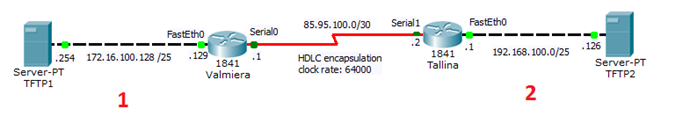 FastEth0
Serial0
85.95.100.0/30
Serial1
FastEth0
.254
172.16.100.128 /25
.129
.1
.2
.1
192.168.100.0/25
.126
Server-PT
TFTP1
1841
Valmiera
HDLC encapsulation
clock rate: 64000
1841
Tallina
Server-PT
TFTP2
1
2